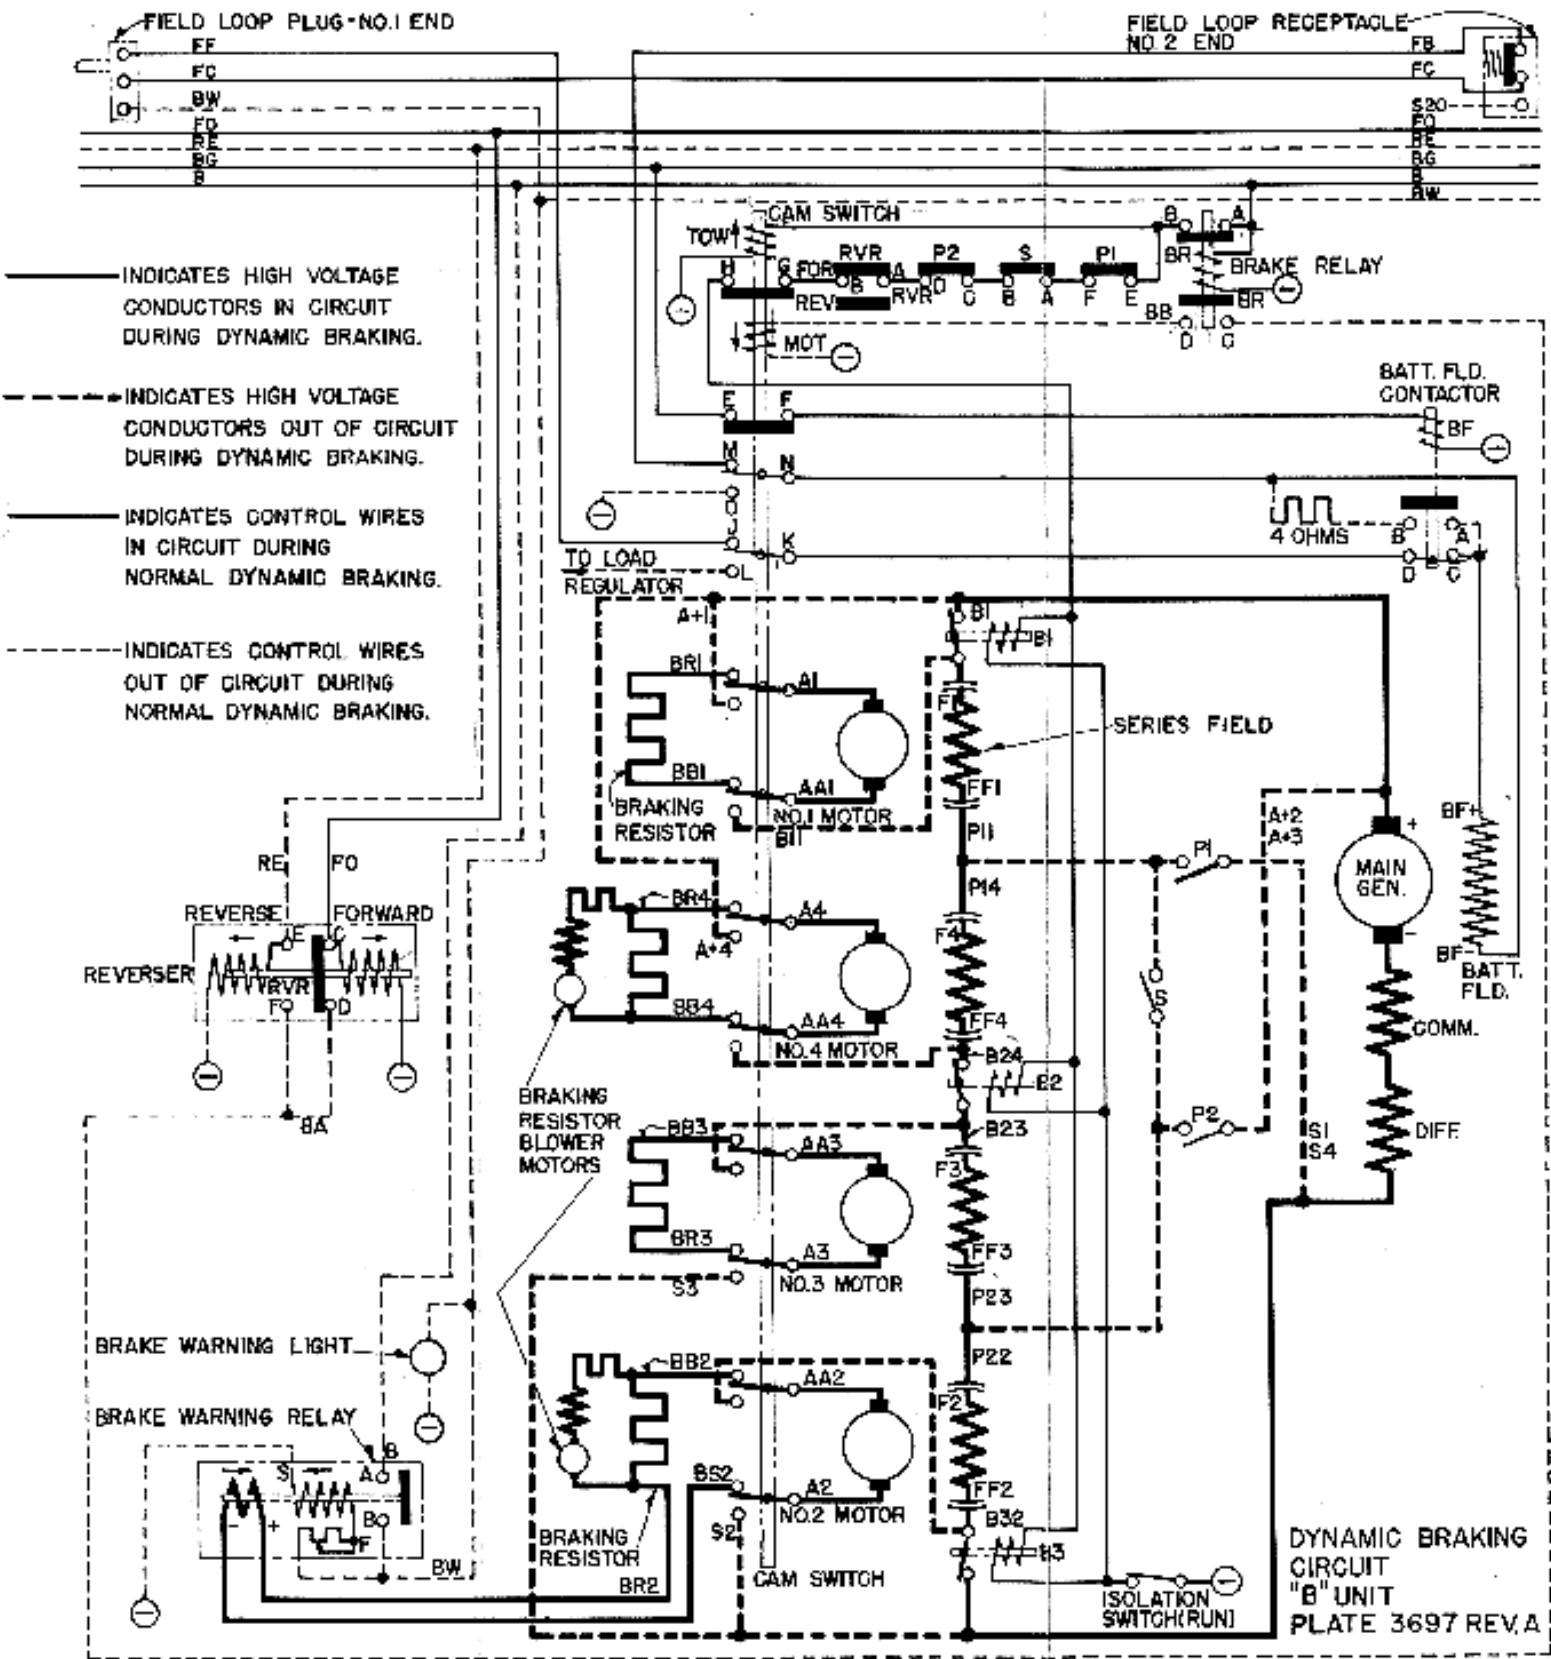 FIELD LOOP PLUG-NO.1 END
FIELD LOOP RECEPTACLE
NO. 2 END
FF
FC
BW
FO
RE
BG
B
FB
FC
S20
FO
RE
BG
B
BW
CAM SWITCH
TOW
H
G
FOR
RVR
B
A
REV
RVR
P2
D
C
S
B
A
P1
F
E
B
A
BR
BRAKE RELAY
BB
BR
D
C
MOT
INDICATES HIGH VOLTAGE
CONDUCTORS IN CIRCUIT
DURING DYNAMIC BRAKING.
INDICATES HIGH VOLTAGE
CONDUCTORS OUT OF CIRCUIT
DURING DYNAMIC BRAKING.
INDICATES CONTROL WIRES
IN CIRCUIT DURING
NORMAL DYNAMIC BRAKING.
INDICATES CONTROL WIRES
OUT OF CIRCUIT DURING
NORMAL DYNAMIC BRAKING.
BATT. FLD.
CONTACTOR
BF
E
F
M
N
J
K
L
4 OHMS
B
A
D
C
TO LOAD
REGULATOR
A+1
B1
B1
BR1
A1
F1
SERIES FIELD
BB1
AA1
FF1
BRAKING
RESISTOR
NO.1 MOTOR
B11
P11
P1
A+2
A+3
BF+
+
MAIN
GEN.
-
BF-
BATT.
FLD.
P14
BR4
A4
A+4
F4
BB4
AA4
FF4
NO.4 MOTOR
B24
B2
S
COMM.
RE
FO
REVERSE
FORWARD
E
C
REVERSER
RVR
F
D
BA
BRAKING
RESISTOR
BLOWER
MOTORS
BB3
AA3
B23
F3
P2
S1
S4
DIFF.
BR3
A3
FF3
S3
NO.3 MOTOR
P23
BRAKE WARNING LIGHT
BB2
AA2
P22
F2
BRAKE WARNING RELAY
B
S
A
B
-
+
F
BW
BS2
A2
FF2
S2
NO.2 MOTOR
B32
B3
BRAKING
RESISTOR
BR2
CAM SWITCH
ISOLATION
SWITCH(RUN)
DYNAMIC BRAKING
CIRCUIT
"B" UNIT
PLATE 3697 REV. A